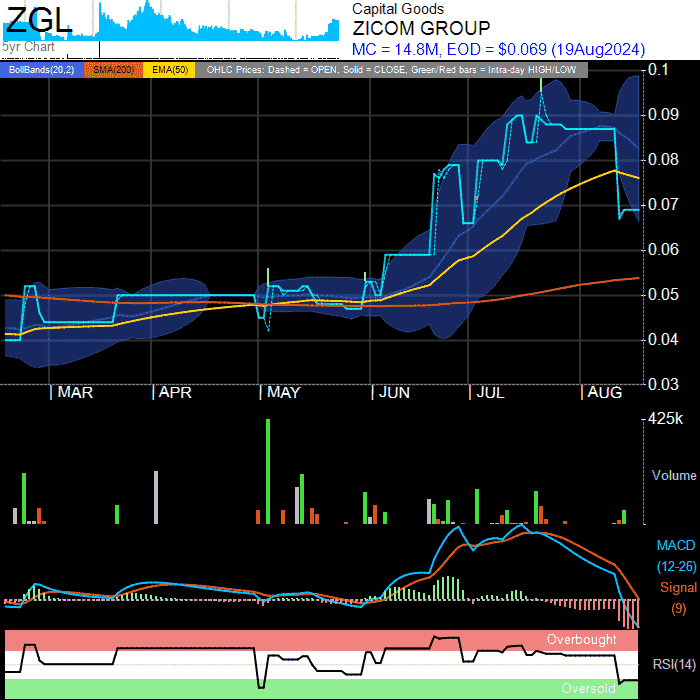 ZGL
5yr Chart
Capital Goods
ZICOM GROUP
MC = 14.8M, EOD = $0.069 (19Aug2024)
BollBands(20,2) SMA(200) EMA(50) OHLC Prices: Dashed = OPEN, Solid = CLOSE, Green/Red bars = Intra-day HIGH/LOW
0.1
0.09
0.08
0.07
0.06
0.05
0.04
0.03
MAR APR MAY JUN JUL AUG
425k
Volume
MACD
(12-26)
Signal
(9)
Overbought
RSI(14)
Oversold